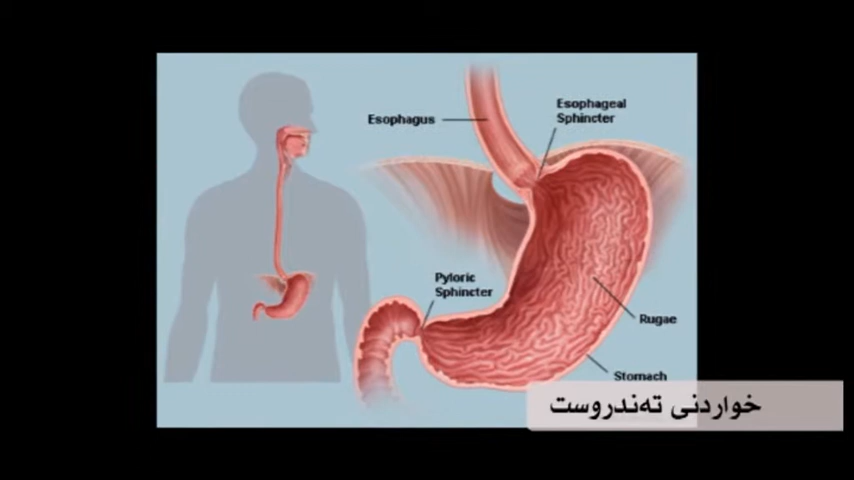 Esophagus
Esophageal
Sphincter
Pyloric
Sphincter
Rugae
Stomach
خواردنی تەندروست